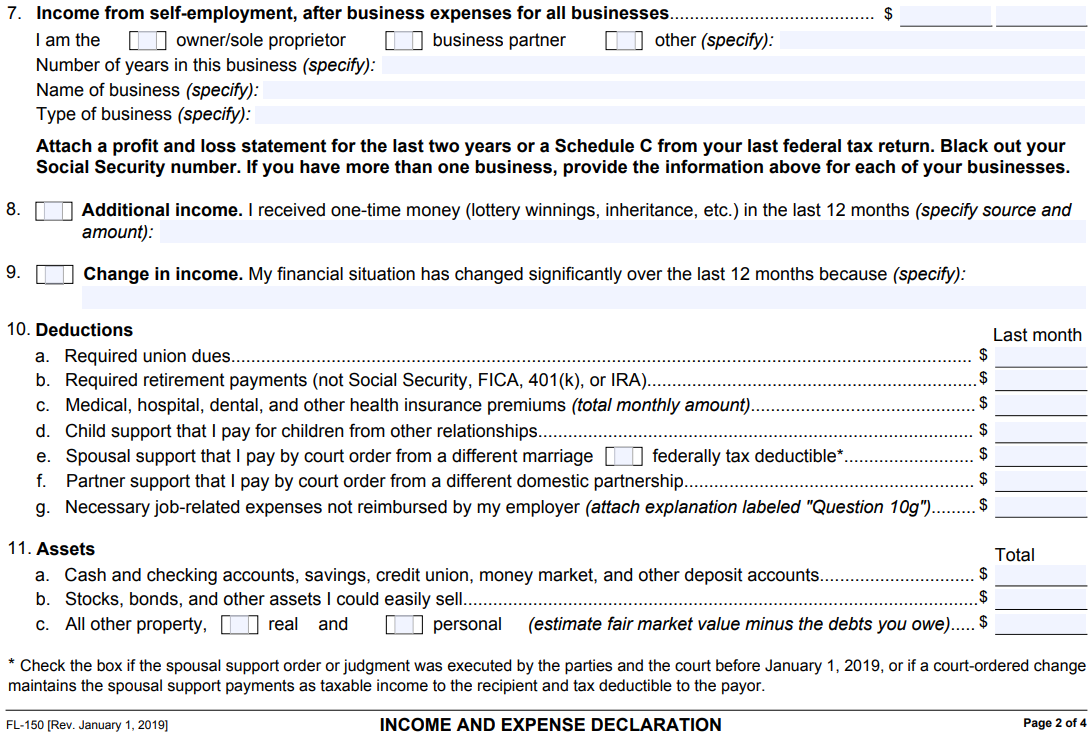 7. Income from self-employment, after business expenses for all businesses.......................................... $
I am the owner/sole proprietor business partner other (specify):
Number of years in this business (specify):
Name of business (specify):
Type of business (specify):
Attach a profit and loss statement for the last two years or a Schedule C from your last federal tax return. Black out your
Social Security number. If you have more than one business, provide the information above for each of your businesses.
8. Additional income. I received one-time money (lottery winnings, inheritance, etc.) in the last 12 months (specify source and
amount):
9. Change in income. My financial situation has changed significantly over the last 12 months because (specify):
10. Deductions
Last month
a. Required union dues.................................................................................. $
b. Required retirement payments (not Social Security, FICA, 401(k), or IRA)........................................ $
c. Medical, hospital, dental, and other health insurance premiums (total monthly amount)............................ $
d. Child support that I pay for children from other relationships.................................................... $
e. Spousal support that I pay by court order from a different marriage federally tax deductible*.......................... $
f. Partner support that I pay by court order from a different domestic partnership.................................... $
g. Necessary job-related expenses not reimbursed by my employer (attach explanation labeled "Question 10g")......... $
11. Assets
Total
a. Cash and checking accounts, savings, credit union, money market, and other deposit accounts.............................. $
b. Stocks, bonds, and other assets I could easily sell.................................................................. $
c. All other property, real and personal (estimate fair market value minus the debts you owe)..... $
* Check the box if the spousal support order or judgment was executed by the parties and the court before January 1, 2019, or if a court-ordered change
maintains the spousal support payments as taxable income to the recipient and tax deductible to the payor.
FL-150 [Rev. January 1, 2019] INCOME AND EXPENSE DECLARATION Page 2 of 4